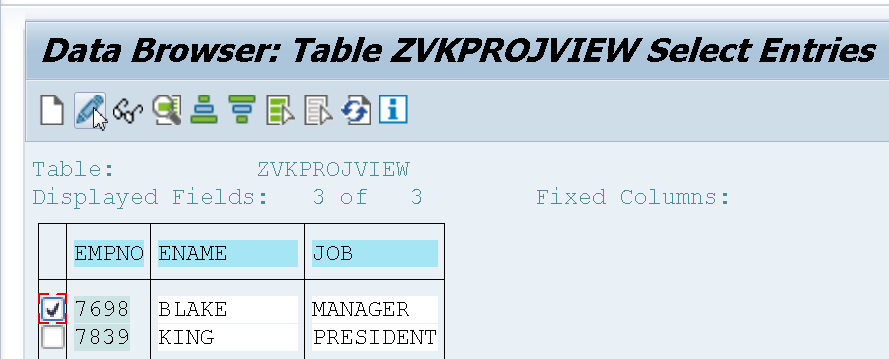 Data Browser: Table ZVKPROJVIEW Select Entries
Table: ZVKPROJVIEW
Displayed Fields: 3 of 3 Fixed Columns:
EMPNO ENAME JOB
7698 BLAKE MANAGER
7839 KING PRESIDENT